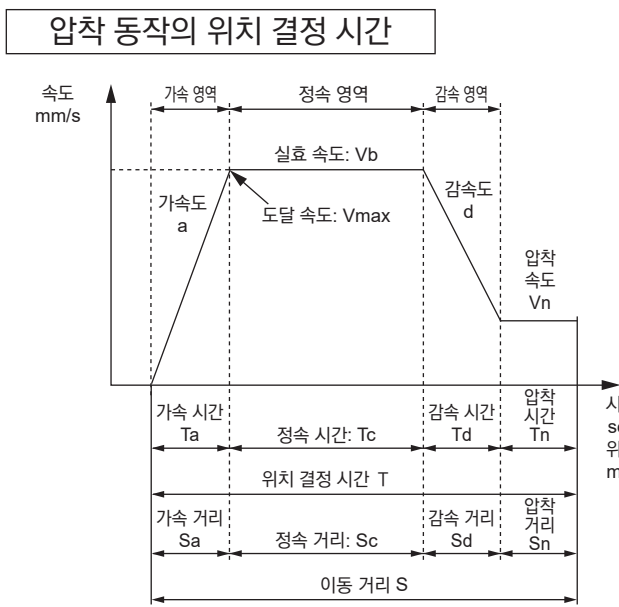 압착 동작의 위치 결정 시간
속도
mm/s
가속 영역
정속 영역
감속 영역
실효 속도: Vb
가속도
a
도달 속도: Vmax
감속도
d
압착
속도
Vn
가속 시간
Ta
정속 시간: Tc
감속 시간
Td
압착
시간
Tn
위치 결정 시간 T
가속 거리
Sa
정속 거리: Sc
감속 거리
Sd
압착
거리
Sn
이동 거리 S